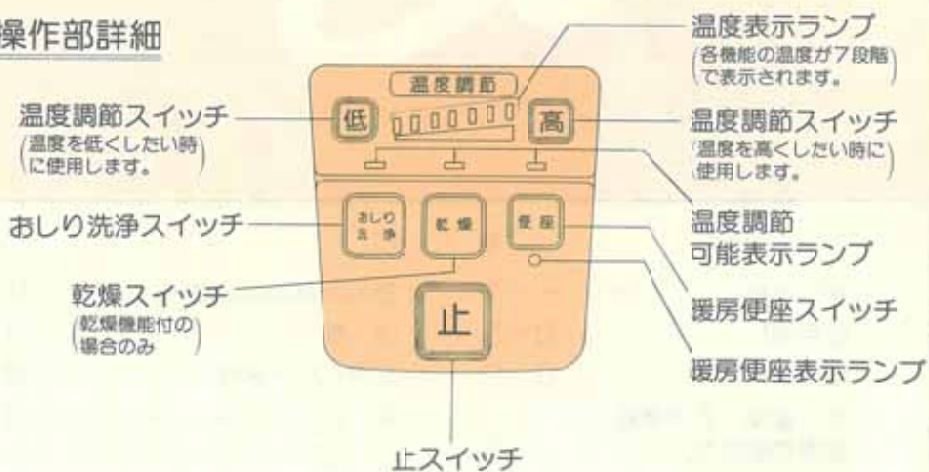 操作部詳細
温度表示ランプ
(各機能の温度が7段階
で表示されます。)
温度調節スイッチ
(温度を低くしたい時
に使用します。)
温度調節
低
高
温度調節スイッチ
(温度を高くしたい時に
使用します。)
おしり洗浄スイッチ
おしり
洗浄
乾燥
便座
温度調節
可能表示ランプ
乾燥スイッチ
(乾燥機能付の
場合のみ)
止
暖房便座スイッチ
暖房便座表示ランプ
止スイッチ